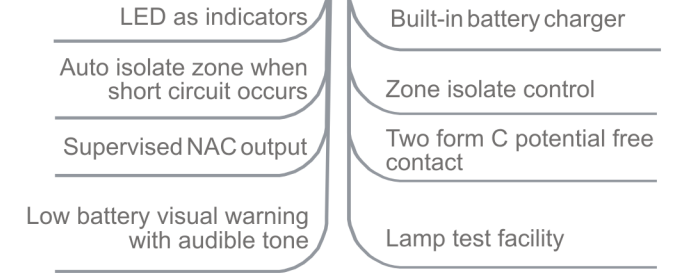 LED as indicators
Auto isolate zone when
short circuit occurs
Supervised NAC output
Low battery visual warning
with audible tone
Built-in battery charger
Zone isolate control
Two form C potential free
contact
Lamp test facility